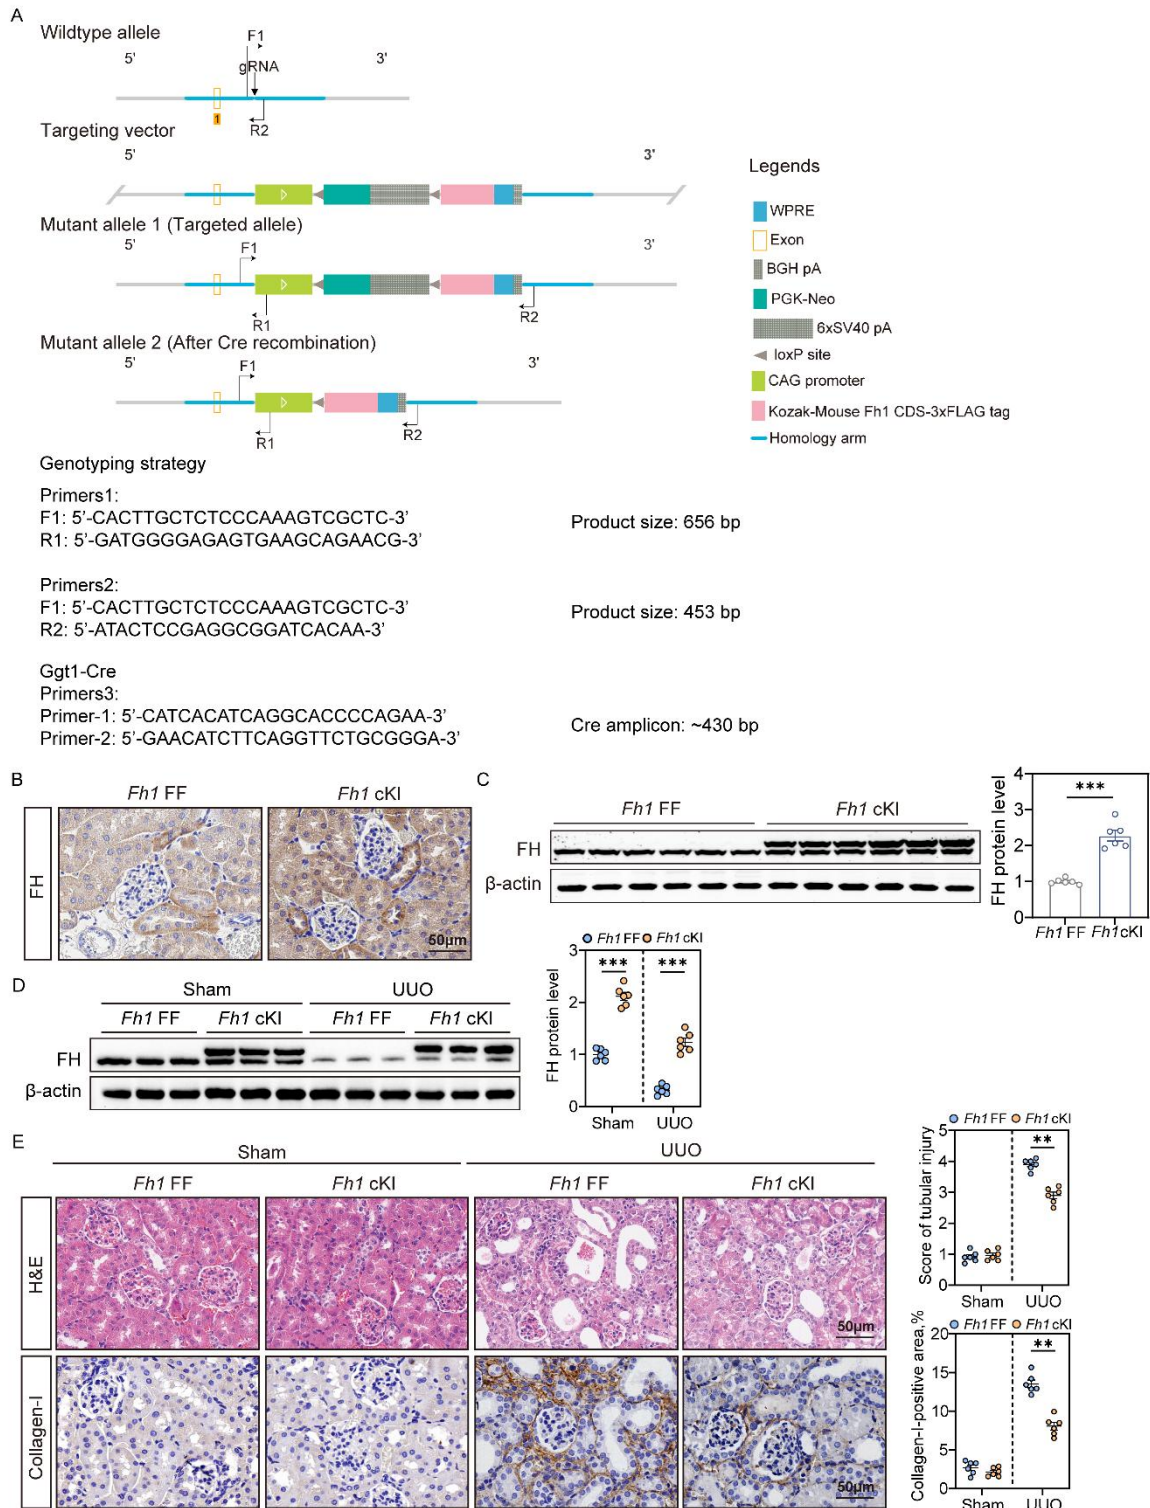 A
Wildtype allele
F1
5'
3'
gRNA
1
R2
Targeting vector
5'
3'
Legends
WPRE
Exon
BGH pA
PGK-Neo
6xSV40 pA
loxP site
CAG promoter
Kozak-Mouse Fh1 CDS-3xFLAG tag
Homology arm
Mutant allele 1 (Targeted allele)
5'
3'
F1
R1
R2
Mutant allele 2 (After Cre recombination)
5'
3'
F1
R1
R2
Genotyping strategy
Primers1:
F1: 5'-CACTTGCTCTCCCAAAGTCGCTC-3'
R1: 5'-GATGGGGAGAGTGAAGCAGAACG-3'
Product size: 656 bp
Primers2:
F1: 5'-CACTTGCTCTCCCAAAGTCGCTC-3'
R2: 5'-ATACTCCGAGGCGGATCACAA-3'
Product size: 453 bp
Ggt1-Cre
Primers3:
Primer-1: 5'-CATCACATCAGGCACCCCAGAA-3'
Primer-2: 5'-GAACATCTTCAGGTTCTGCGGGA-3'
Cre amplicon: ~430 bp
B
Fh1 FF
Fh1 cKI
FH
50µm
C
Fh1 FF
Fh1 cKI
FH
β-actin
FH protein level
4
3
2
1
0
***
Fh1 FF
Fh1cKI
D
Sham
UUO
Fh1 FF
Fh1 cKI
Fh1 FF
Fh1 cKI
FH
β-actin
Fh1 FF
Fh1 cKI
FH protein level
3
2
1
0
***
***
Sham
UUO
E
Sham
UUO
Fh1 FF
Fh1 cKI
Fh1 FF
Fh1 cKI
H&E
50µm
Collagen-I
50µm
Fh1 FF
Fh1 cKI
Score of tubular injury
5
4
3
2
1
0
**
Sham
UUO
Fh1 FF
Fh1 cKI
Collagen-I-positive area,%
20
15
10
5
0
**
Sham
UUO